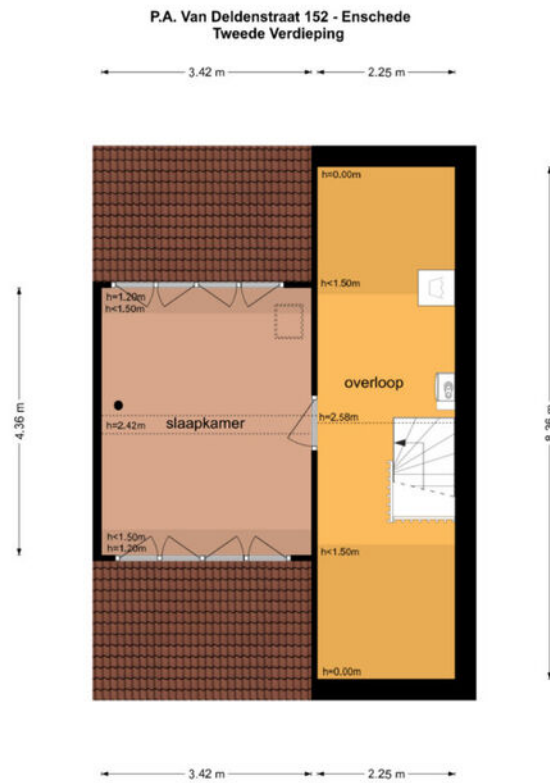 P.A. Van Deldenstraat 152 - Enschede
Tweede Verdieping
3.42 m
2.25 m
h=0.00m
h<1.50m
h=1.20m
h<1.50m
overloop
4.36 m
h=2.42m
slaapkamer
h=2.58m
8.26 m
h<1.50m
h=1.20m
h<1.50m
h=0.00m
3.42 m
2.25 m